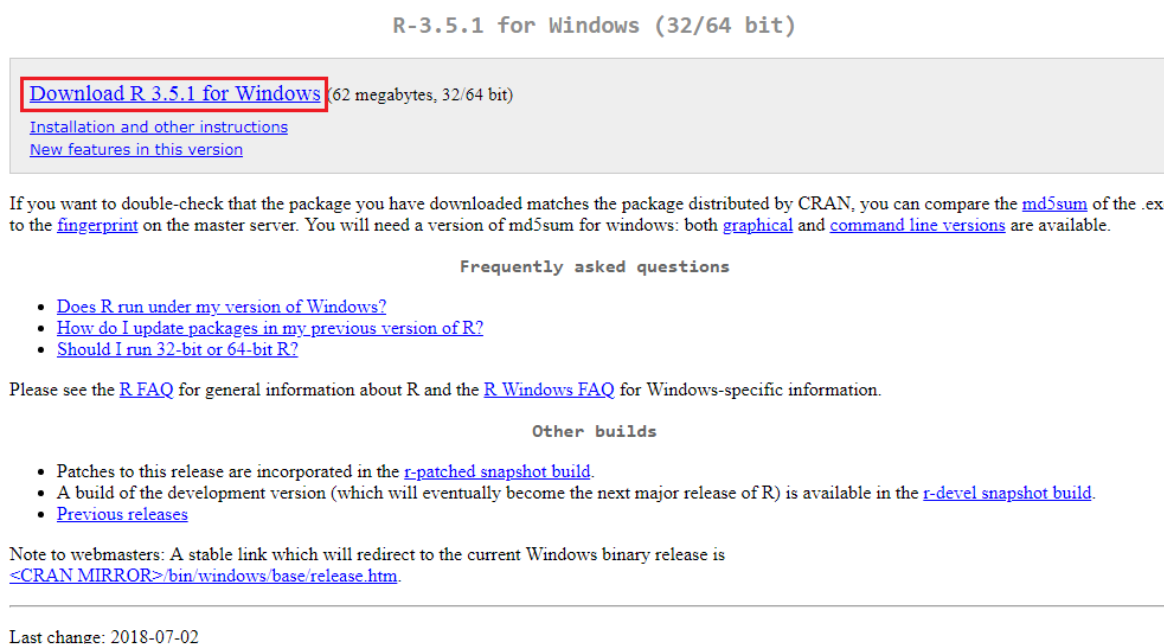 R-3.5.1 for Windows (32/64 bit)
Download R 3.5.1 for Windows (62 megabytes, 32/64 bit)
Installation and other instructions
New features in this version
If you want to double-check that the package you have downloaded matches the package distributed by CRAN, you can compare the md5sum of the .ex
to the fingerprint on the master server. You will need a version of md5sum for windows: both graphical and command line versions are available.
Frequently asked questions
• Does R run under my version of Windows?
• How do I update packages in my previous version of R?
• Should I run 32-bit or 64-bit R?
Please see the R FAQ for general information about R and the R Windows FAQ for Windows-specific information.
Other builds
• Patches to this release are incorporated in the r-patched snapshot build.
• A build of the development version (which will eventually become the next major release of R) is available in the r-devel snapshot build.
• Previous releases
Note to webmasters: A stable link which will redirect to the current Windows binary release is
<CRAN MIRROR>/bin/windows/base/release.htm.
Last change: 2018-07-02